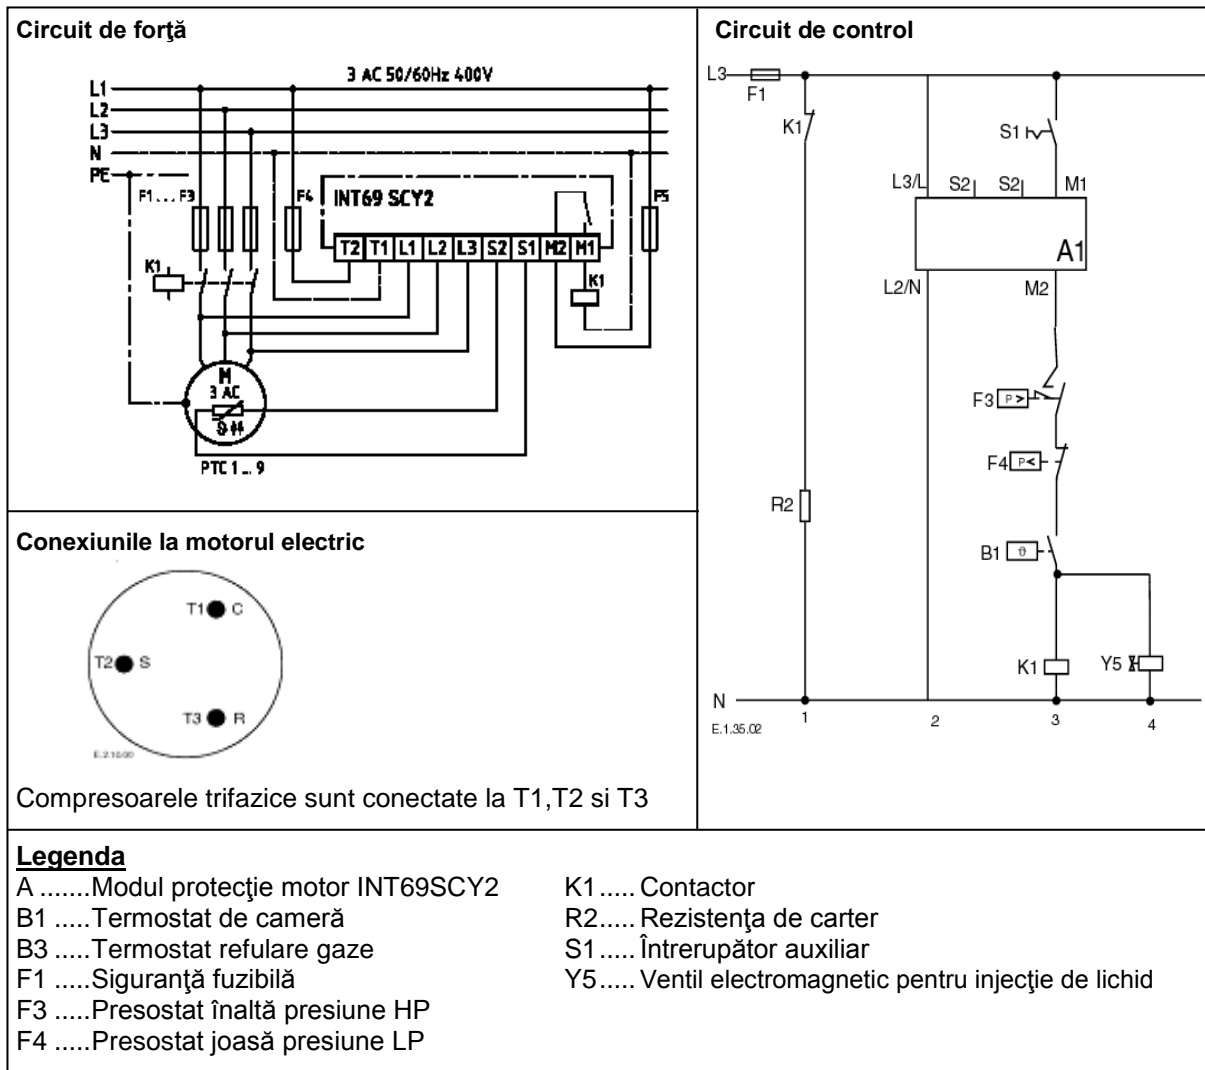 Circuit de forţă
3 AC 50/60Hz 400V
L1
L2
L3
N
PE
F1...F3
F4
INT69 SCY2
F5
T2 T1 L1 L2 L3 S2 S1 M2 M1
K1
K1
M
3 AC
PTC 1 ... 9
Circuit de control
L3
F1
K1
S1
L3/L
S2
S2
M1
A1
L2/N
M2
F3
P >
F4
P<
R2
B1
θ
K1
Y5
N
1
2
3
4
E.1.35.02
Conexiunile la motorul electric
T1 C
T2 S
T3 R
E.2.10.00
Compresoarele trifazice sunt conectate la T1,T2 si T3
Legenda
A .......Modul protecţie motor INT69SCY2
B1 .....Termostat de cameră
B3 .....Termostat refulare gaze
F1 .....Siguranţă fuzibilă
F3 .....Presostat înaltă presiune HP
F4 .....Presostat joasă presiune LP
K1..... Contactor
R2..... Rezistenţa de carter
S1..... Întrerupător auxiliar
Y5..... Ventil electromagnetic pentru injecţie de lichid